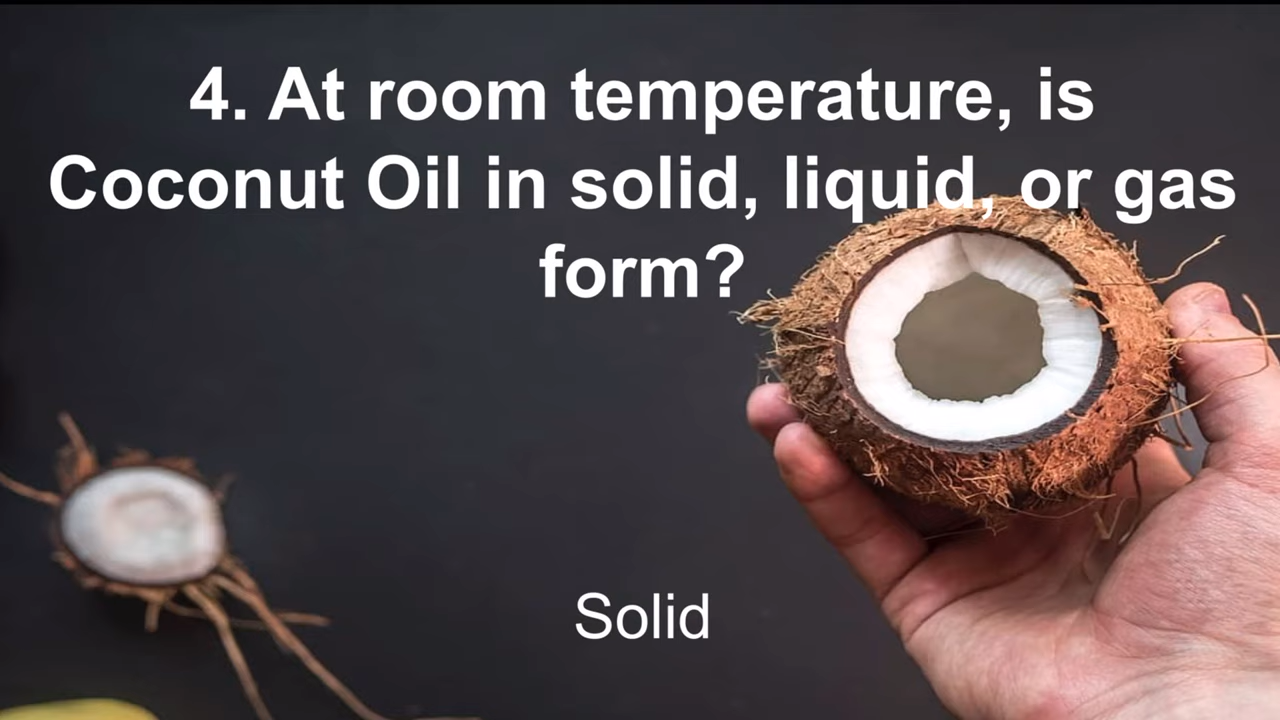 4. At room temperature, is
Coconut Oil in solid, liquid, or gas
form?
Solid